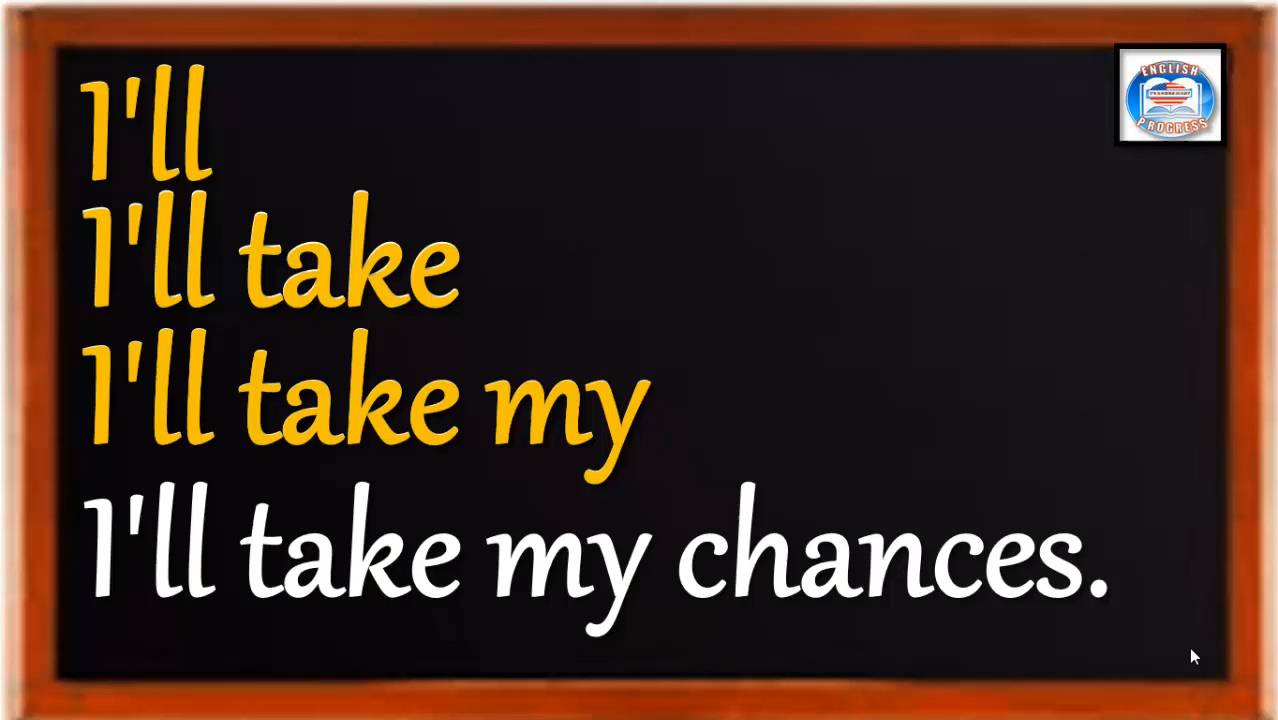 I'll
I'll take
I'll take my
I'll take my chances.
ENGLISH
PROGRESS